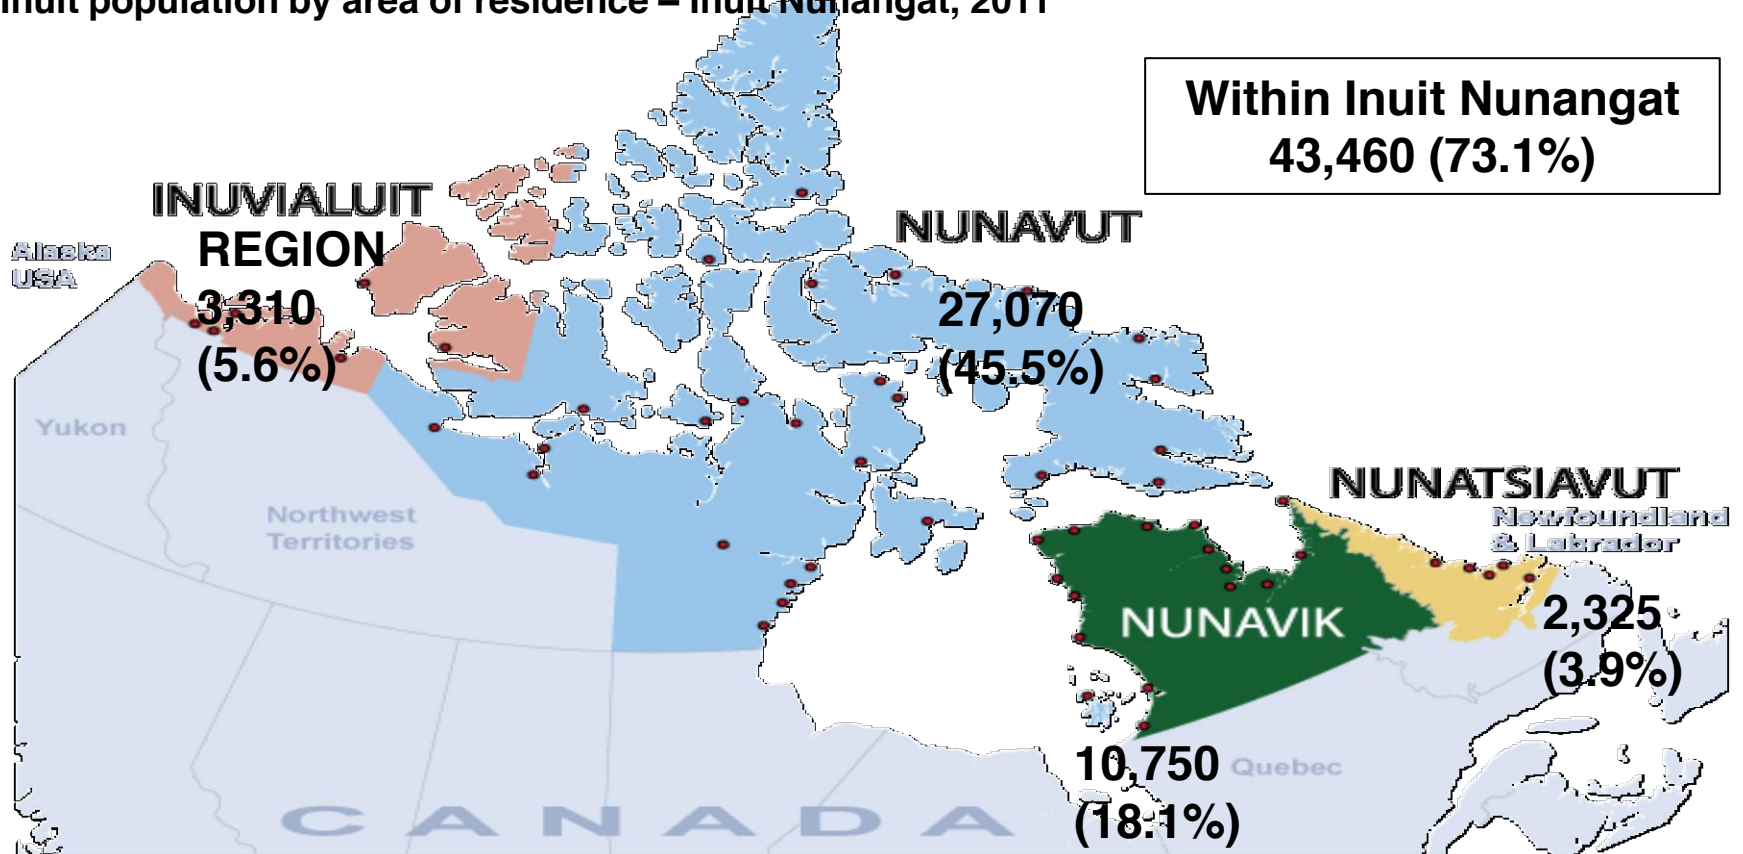 Inuit population by area of residence – Inuit Nunangat, 2011
Within Inuit Nunangat
43,460 (73.1%)
INUVIALUIT
REGION
3,310
(5.6%)
Alaska
USA
NUNAVUT
27,070
(45.5%)
Yukon
Northwest
Territories
NUNATSIAVUT
Newfoundland
& Labrador
2,325
(3.9%)
NUNAVIK
10,750
(18.1%)
Quebec
CANADA